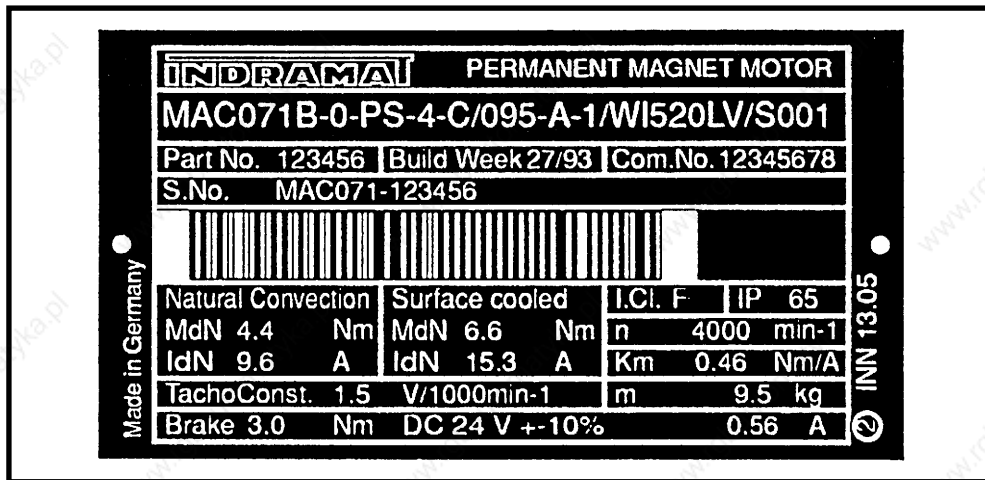 INDRAMAT PERMANENT MAGNET MOTOR
MAC071B-0-PS-4-C/095-A-1/WI520LV/S001
Part No. 123456 Build Week 27/93 Com.No. 12345678
S.No. MAC071-123456
Made in Germany
Natural Convection Surface cooled I.Cl. F IP 65
MdN 4.4 Nm MdN 6.6 Nm n 4000 min-1
IdN 9.6 A IdN 15.3 A Km 0.46 Nm/A
TachoConst. 1.5 V/1000min-1 m 9.5 kg
Brake 3.0 Nm DC 24 V +-10% 0.56 A
2 INN 13.05